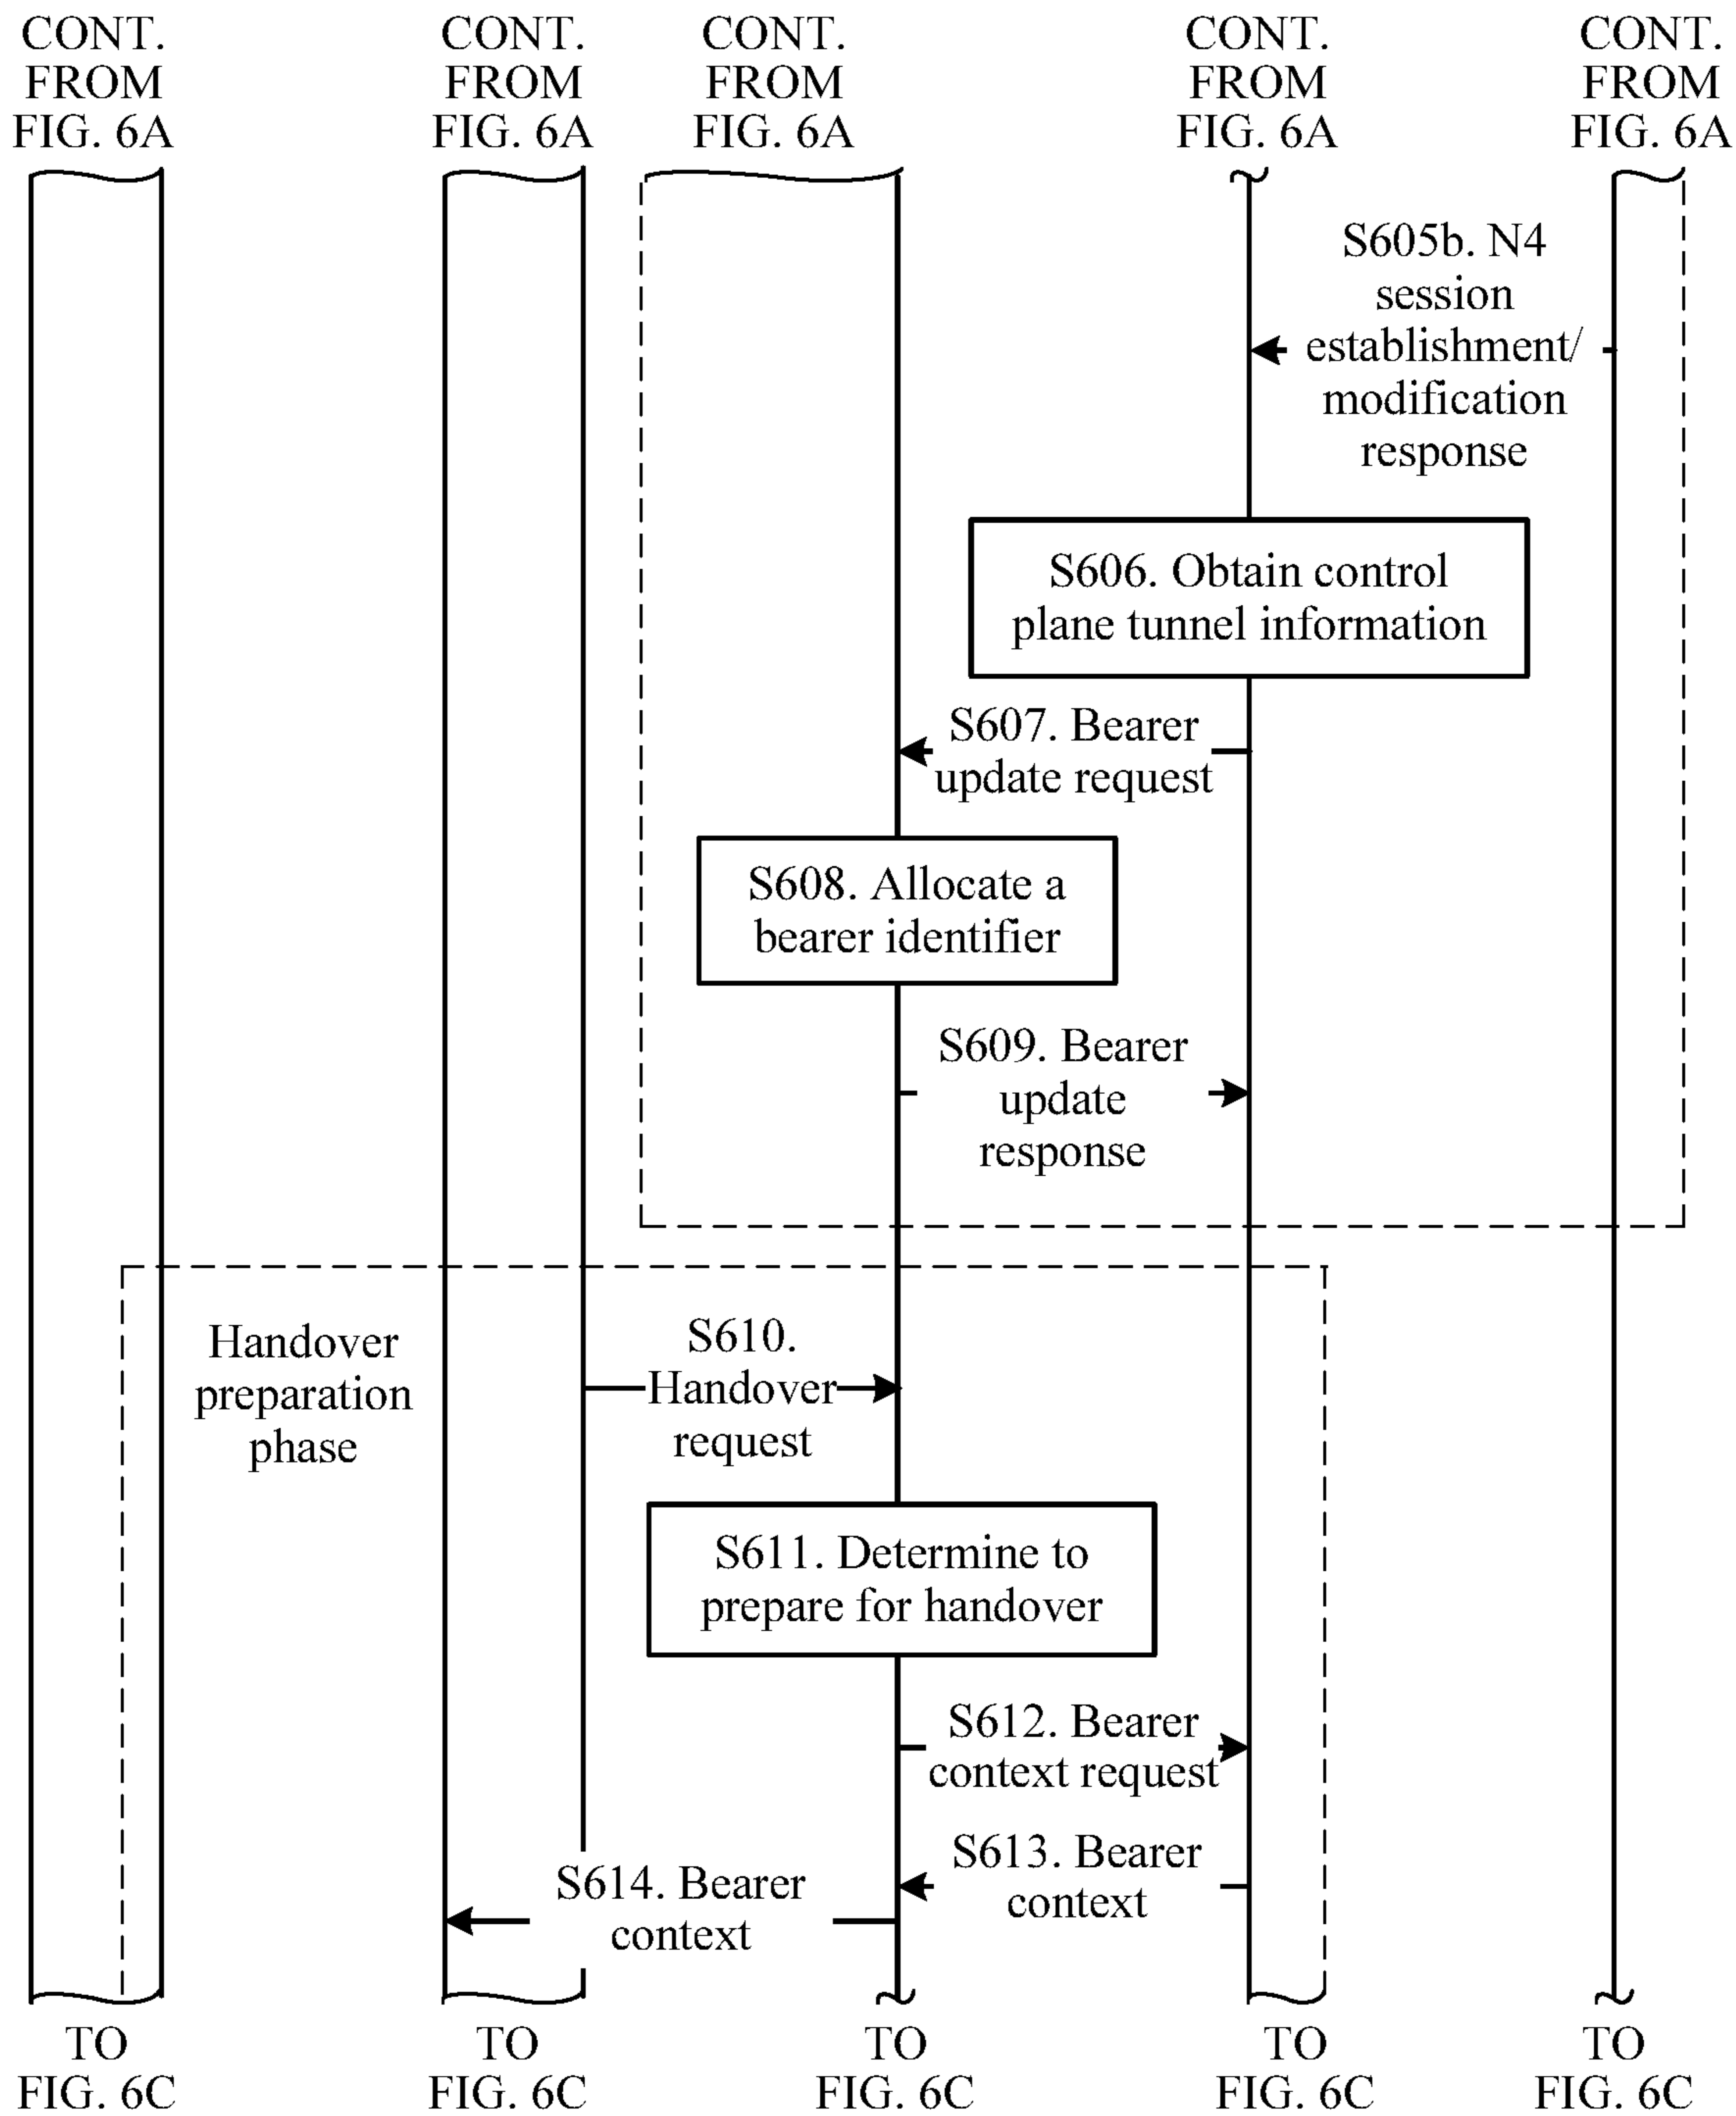 CONT.
FROM
FIG. 6A
CONT.
FROM
FIG. 6A
CONT.
FROM
FIG. 6A
CONT.
FROM
FIG. 6A
CONT.
FROM
FIG. 6A
S605b. N4
session
establishment/
modification
response
S606. Obtain control
plane tunnel information
S607. Bearer
update request
S608. Allocate a
bearer identifier
S609. Bearer
update
response
Handover
preparation
phase
S610.
Handover
request
S611. Determine to
prepare for handover
S612. Bearer
context request
S613. Bearer
context
S614. Bearer
context
TO
FIG. 6C
TO
FIG. 6C
TO
FIG. 6C
TO
FIG. 6C
TO
FIG. 6C